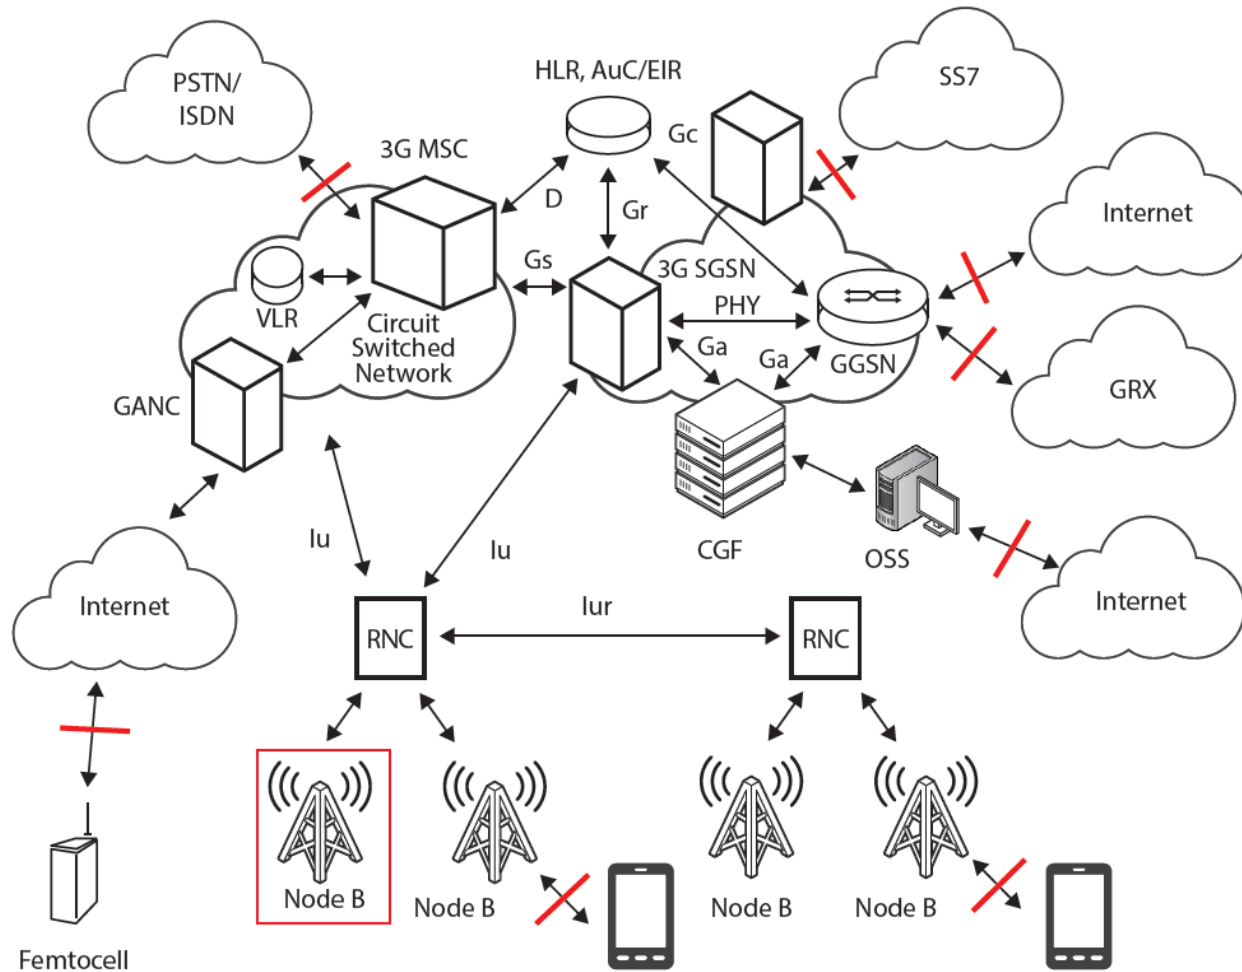 PSTN/
ISDN
HLR, AuC/EIR
SS7
3G MSC
Gc
D
Gr
Internet
Gs
3G SGSN
VLR
PHY
Circuit
Switched
Network
Ga
Ga
GGSN
GANC
GRX
Iu
Iu
CGF
OSS
Internet
Internet
Iur
RNC
RNC
Node B
Node B
Node B
Node B
Femtocell